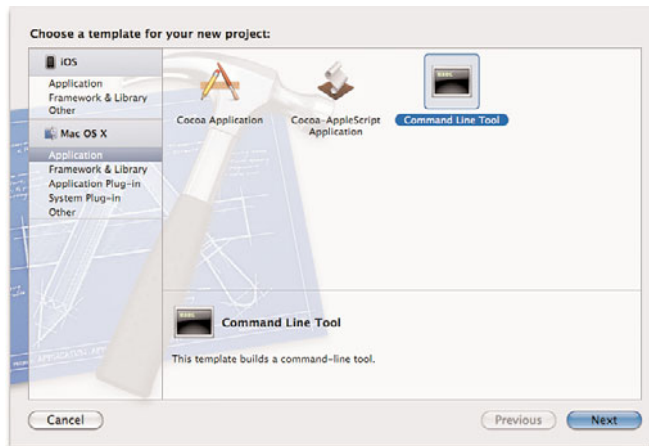 Choose a template for your new project:
iOS
Application
Framework & Library
Other
Mac OS X
Application
Framework & Library
Application Plug-in
System Plug-in
Other
Cocoa Application
Cocoa-AppleScript
Application
Command Line Tool
Command Line Tool
This template builds a command-line tool.
Cancel
Previous
Next